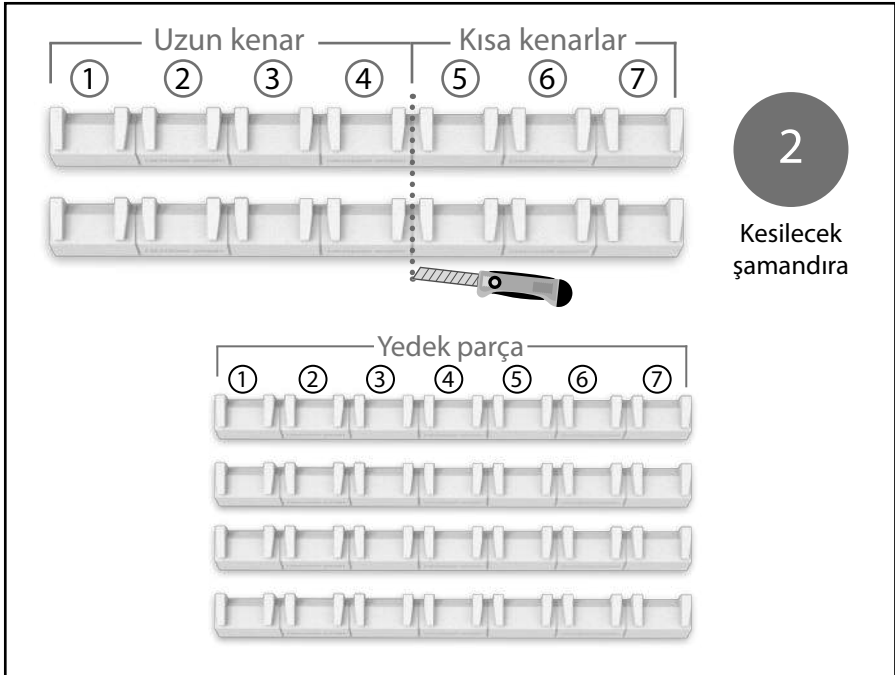 Uzun kenar Kısa kenarlar
① ② ③ ④ ⑤ ⑥ ⑦
2
Kesilecek
şamandıra
Yedek parça
① ② ③ ④ ⑤ ⑥ ⑦